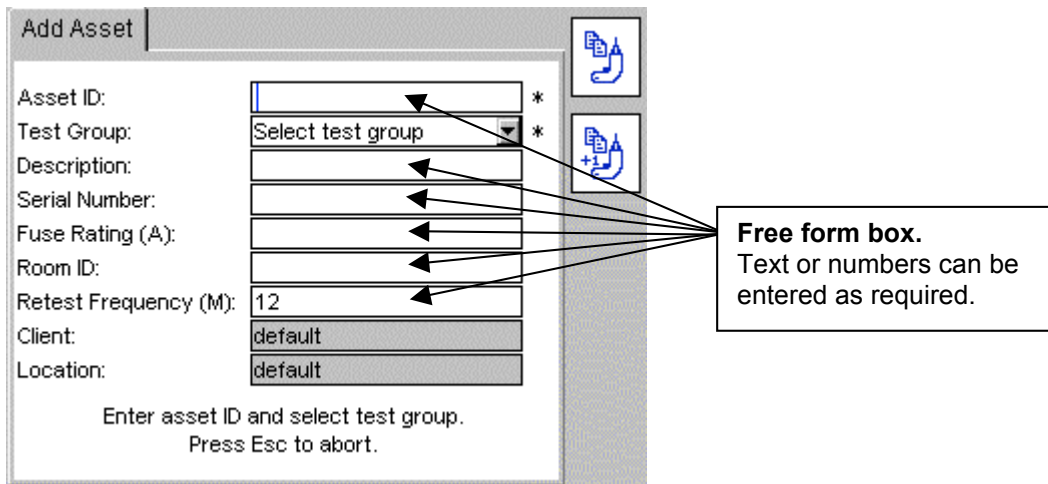 Add Asset
Asset ID: *
Test Group: Select test group *
Description:
Serial Number:
Fuse Rating (A):
Room ID:
Retest Frequency (M): 12
Client: default
Location: default
Enter asset ID and select test group.
Press Esc to abort.
+1
Free form box.
Text or numbers can be
entered as required.